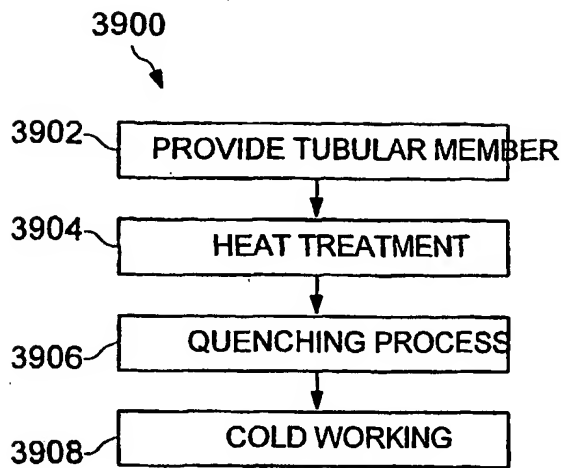 3900
3902 PROVIDE TUBULAR MEMBER
3904 HEAT TREATMENT
3906 QUENCHING PROCESS
3908 COLD WORKING